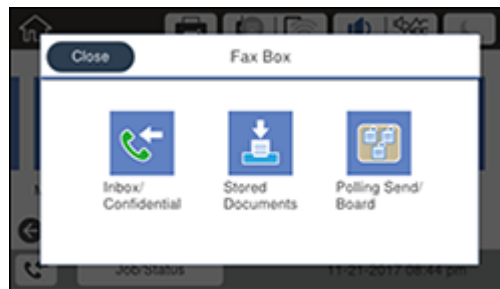 Close
Fax Box
Inbox/
Confidential
Stored
Documents
Polling Send/
Board
Job/Status
11-21-2017 08:44 pm